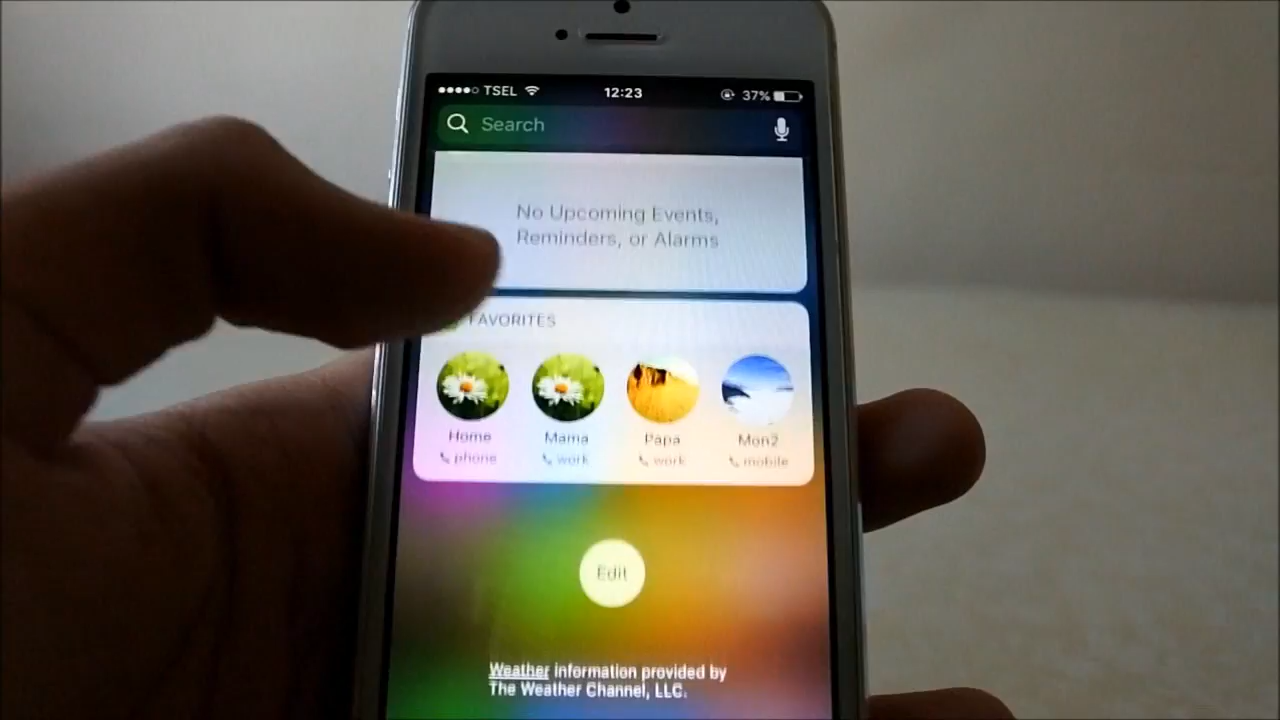 TSEL 12:23 37%
Search
No Upcoming Events,
Reminders, or Alarms
FAVORITES
Home Mama Papa Mon2
phone work work mobile
Edit
Weather information provided by
The Weather Channel, LLC.